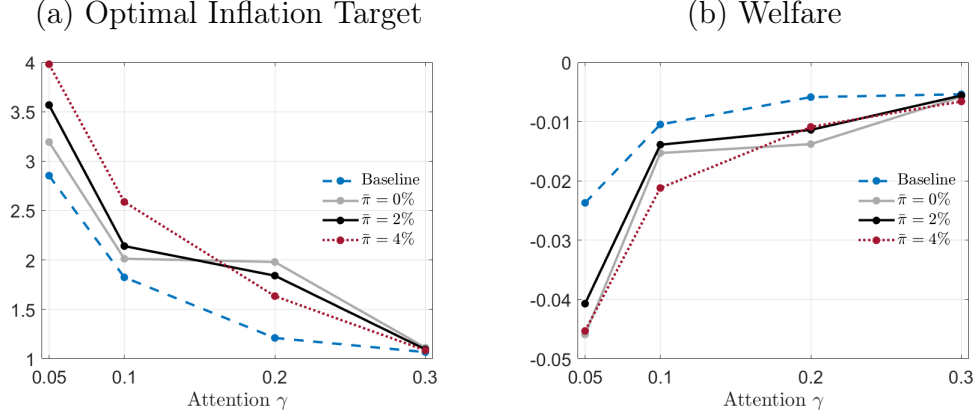 (a) Optimal Inflation Target
4
3.5
3
2.5
2
1.5
1
0.05
0.1
0.2
0.3
Attention γ
Baseline
π̄ = 0%
π̄ = 2%
π̄ = 4%
(b) Welfare
0
-0.01
-0.02
-0.03
-0.04
-0.05
0.05
0.1
0.2
0.3
Attention γ
Baseline
π̄ = 0%
π̄ = 2%
π̄ = 4%